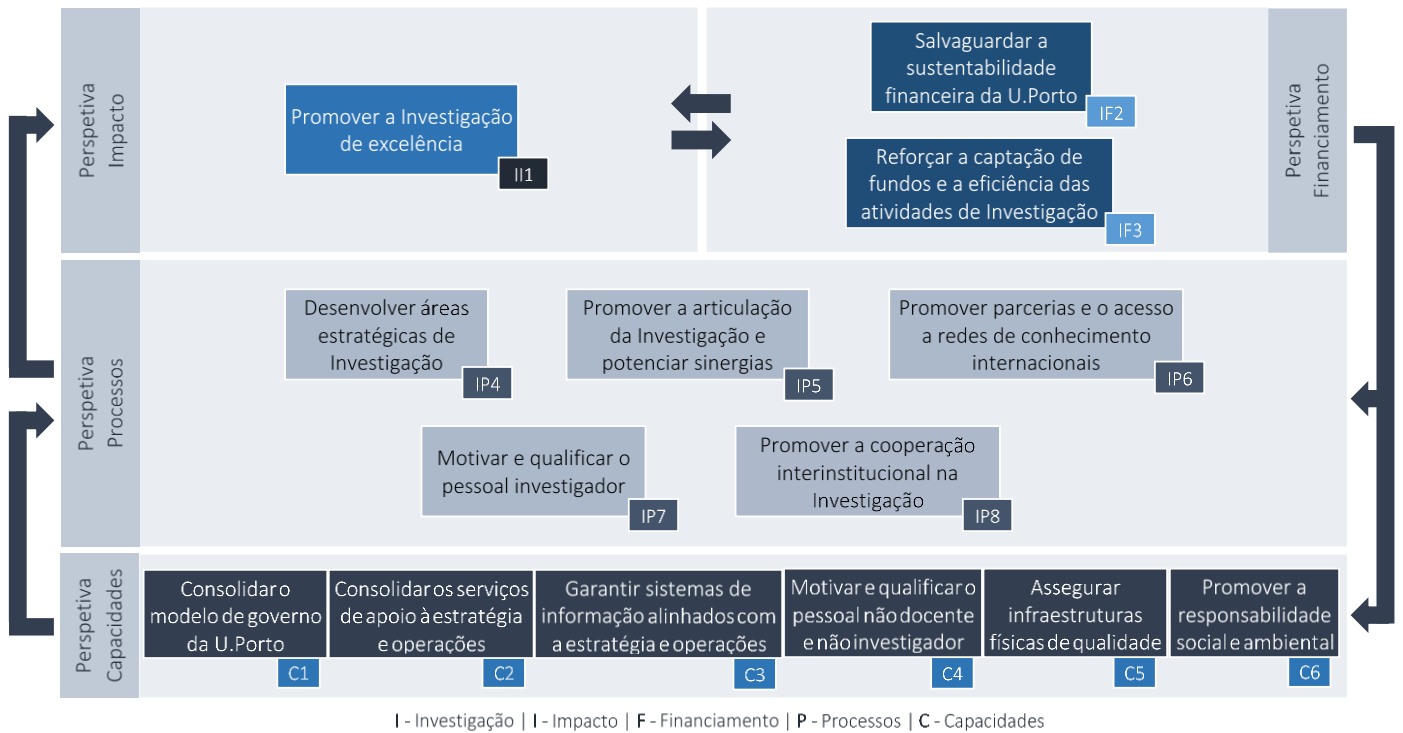 Perspetiva
Impacto
Promover a Investigação
de excelência
II1
Salvaguardar a
sustentabilidade
financeira da U.Porto
IF2
Reforçar a captação de
fundos e a eficiência das
atividades de Investigação
IF3
Perspetiva
Financiamento
Perspetiva
Processos
Desenvolver áreas
estratégicas de
Investigação
IP4
Promover a articulação
da Investigação e
potenciar sinergias
IP5
Promover parcerias e o acesso
a redes de conhecimento
internacionais
IP6
Motivar e qualificar o
pessoal investigador
IP7
Promover a cooperação
interinstitucional na
Investigação
IP8
Perspetiva
Capacidades
Consolidar o
modelo de governo
da U.Porto
C1
Consolidar os serviços
de apoio à estratégia
e operações
C2
Garantir sistemas de
informação alinhados com
a estratégia e operações
C3
Motivar e qualificar o
pessoal não docente
e não investigador
C4
Assegurar
infraestruturas
físicas de qualidade
C5
Promover a
responsabilidade
social e ambiental
C6
I - Investigação | I - Impacto | F - Financiamento | P - Processos | C - Capacidades